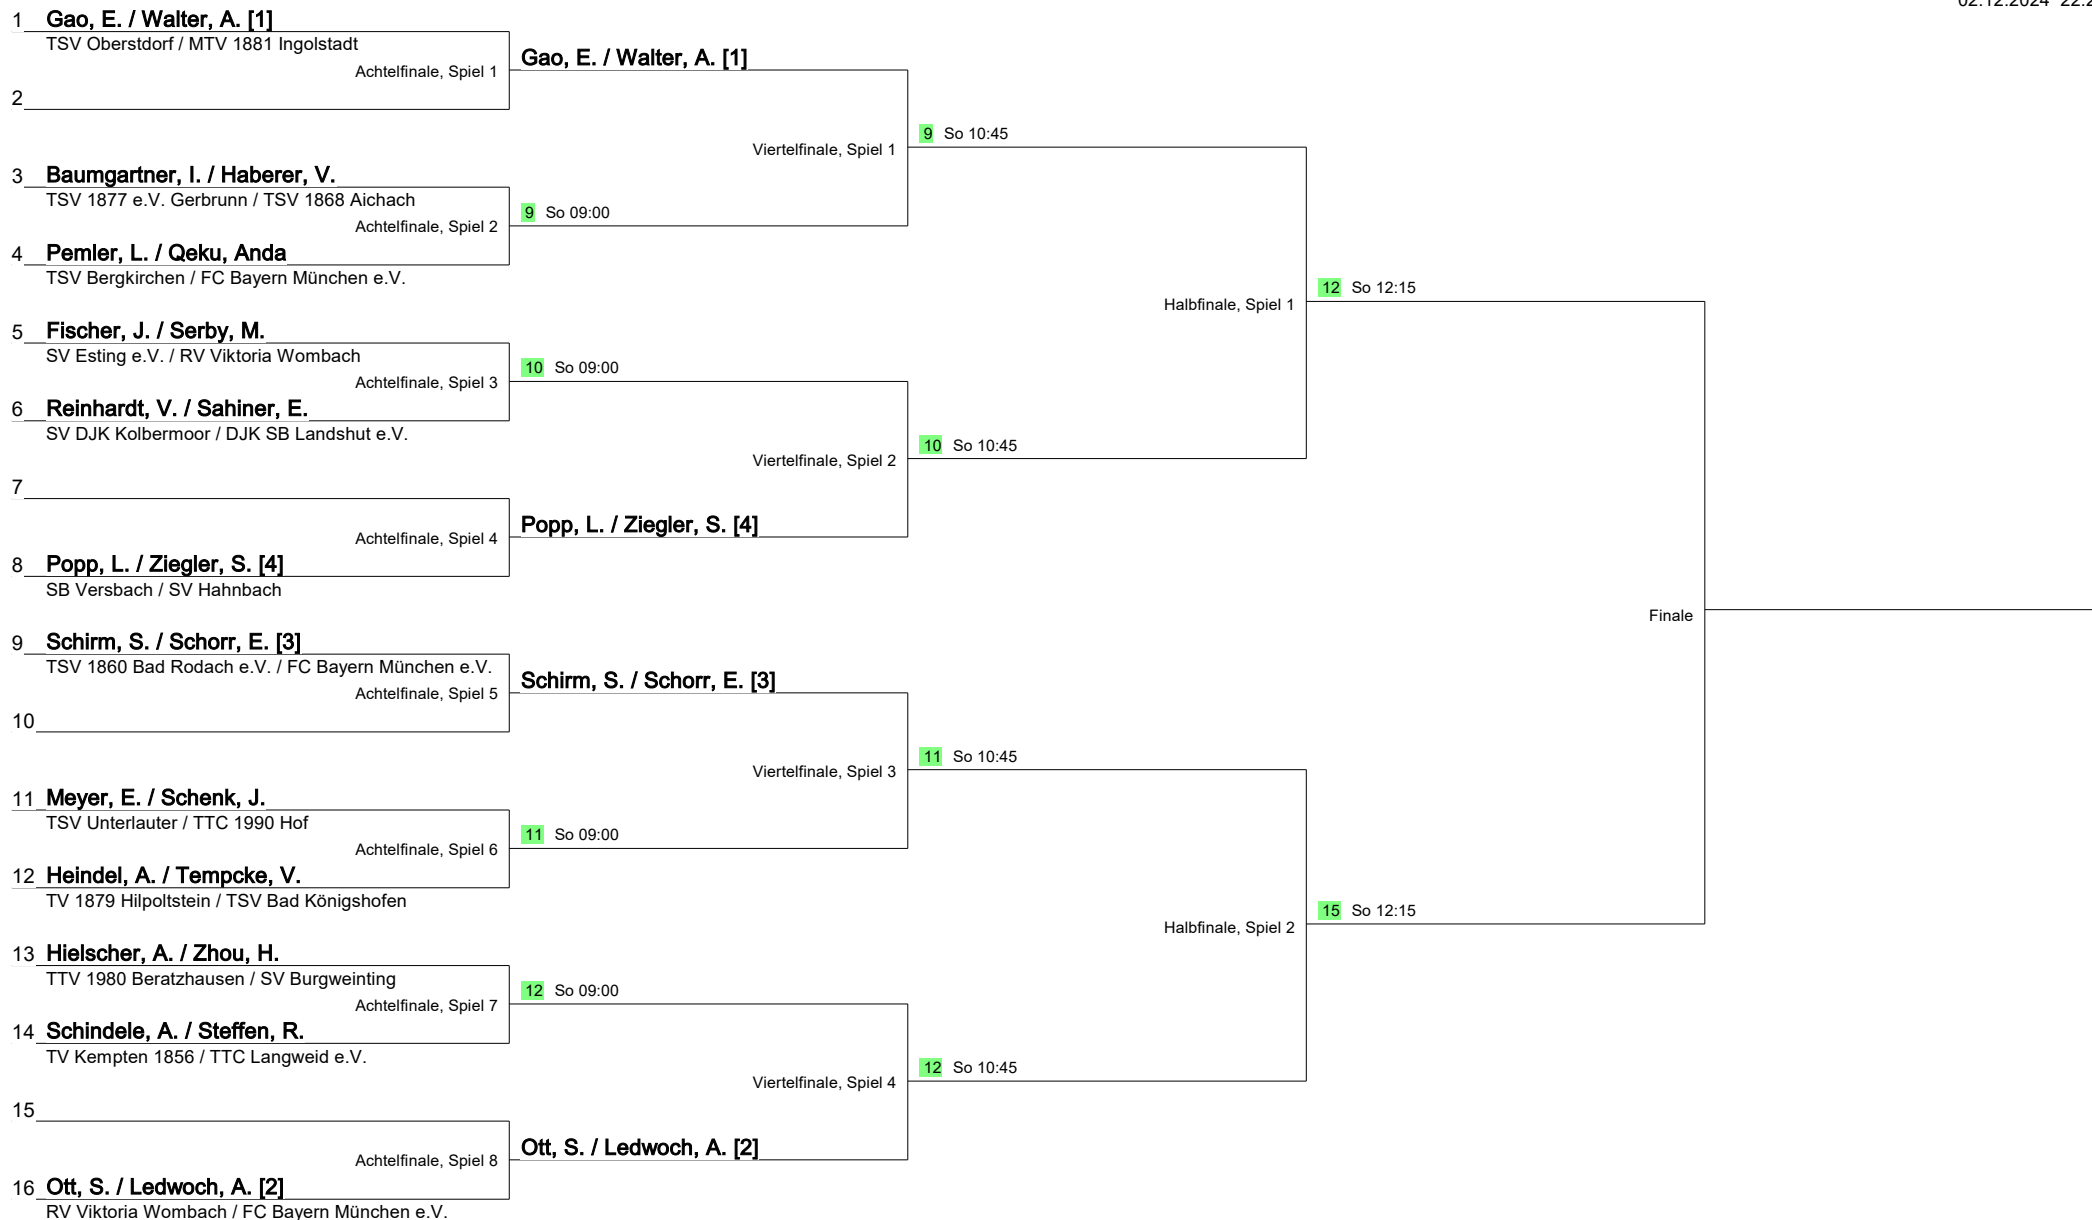 02.12.2024 22:2
1 Gao, E. / Walter, A. [1]
TSV Oberstdorf / MTV 1881 Ingolstadt
Achtelfinale, Spiel 1
Gao, E. / Walter, A. [1]
2
Viertelfinale, Spiel 1
9 So 10:45
3 Baumgartner, I. / Haberer, V.
TSV 1877 e.V. Gerbrunn / TSV 1868 Aichach
Achtelfinale, Spiel 2
9 So 09:00
4 Pemler, L. / Qeku, Anda
TSV Bergkirchen / FC Bayern München e.V.
Halbfinale, Spiel 1
12 So 12:15
5 Fischer, J. / Serby, M.
SV Esting e.V. / RV Viktoria Wombach
Achtelfinale, Spiel 3
10 So 09:00
6 Reinhardt, V. / Sahiner, E.
SV DJK Kolbermoor / DJK SB Landshut e.V.
Viertelfinale, Spiel 2
10 So 10:45
7
Achtelfinale, Spiel 4
Popp, L. / Ziegler, S. [4]
8 Popp, L. / Ziegler, S. [4]
SB Versbach / SV Hahnbach
Finale
9 Schirm, S. / Schorr, E. [3]
TSV 1860 Bad Rodach e.V. / FC Bayern München e.V.
Achtelfinale, Spiel 5
Schirm, S. / Schorr, E. [3]
10
Viertelfinale, Spiel 3
11 So 10:45
11 Meyer, E. / Schenk, J.
TSV Unterlauter / TTC 1990 Hof
Achtelfinale, Spiel 6
11 So 09:00
12 Heindel, A. / Tempcke, V.
TV 1879 Hilpoltstein / TSV Bad Königshofen
Halbfinale, Spiel 2
15 So 12:15
13 Hielscher, A. / Zhou, H.
TTV 1980 Beratzhausen / SV Burgweinting
Achtelfinale, Spiel 7
12 So 09:00
14 Schindele, A. / Steffen, R.
TV Kempten 1856 / TTC Langweid e.V.
Viertelfinale, Spiel 4
12 So 10:45
15
Achtelfinale, Spiel 8
Ott, S. / Ledwoch, A. [2]
16 Ott, S. / Ledwoch, A. [2]
RV Viktoria Wombach / FC Bayern München e.V.